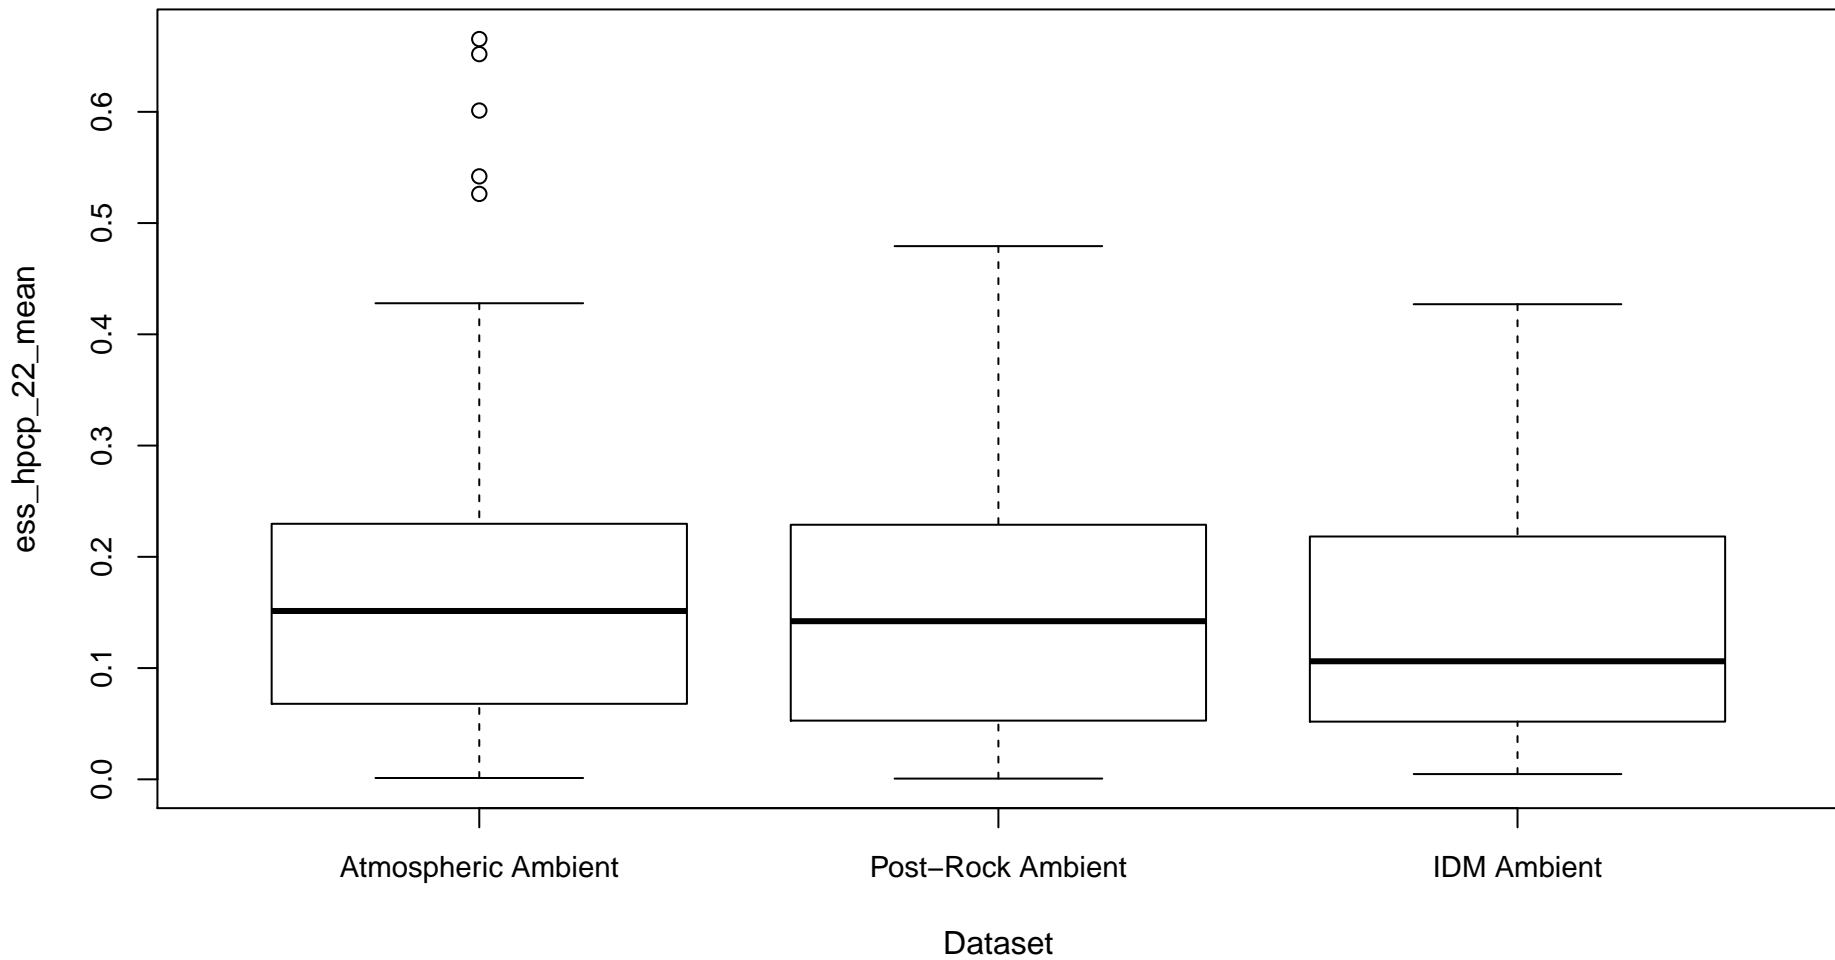 ess_hpcp_22_mean
0.6
0.5
0.4
0.3
0.2
0.1
0.0
Atmospheric Ambient Post−Rock Ambient IDM Ambient
Dataset